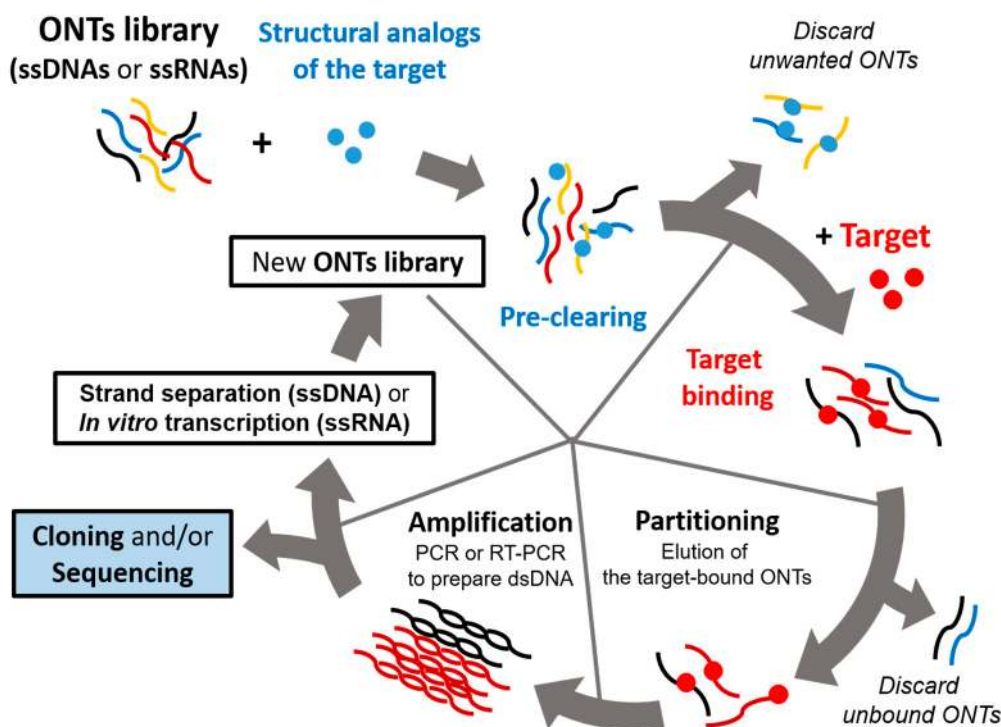 ONTs library
(ssDNAs or ssRNAs)
+
Structural analogs
of the target
Discard
unwanted ONTs
+ Target
Pre-clearing
Target
binding
Partitioning
Elution of
the target-bound ONTs
Discard
unbound ONTs
Amplification
PCR or RT-PCR
to prepare dsDNA
Cloning and/or
Sequencing
Strand separation (ssDNA) or
In vitro transcription (ssRNA)
New ONTs library